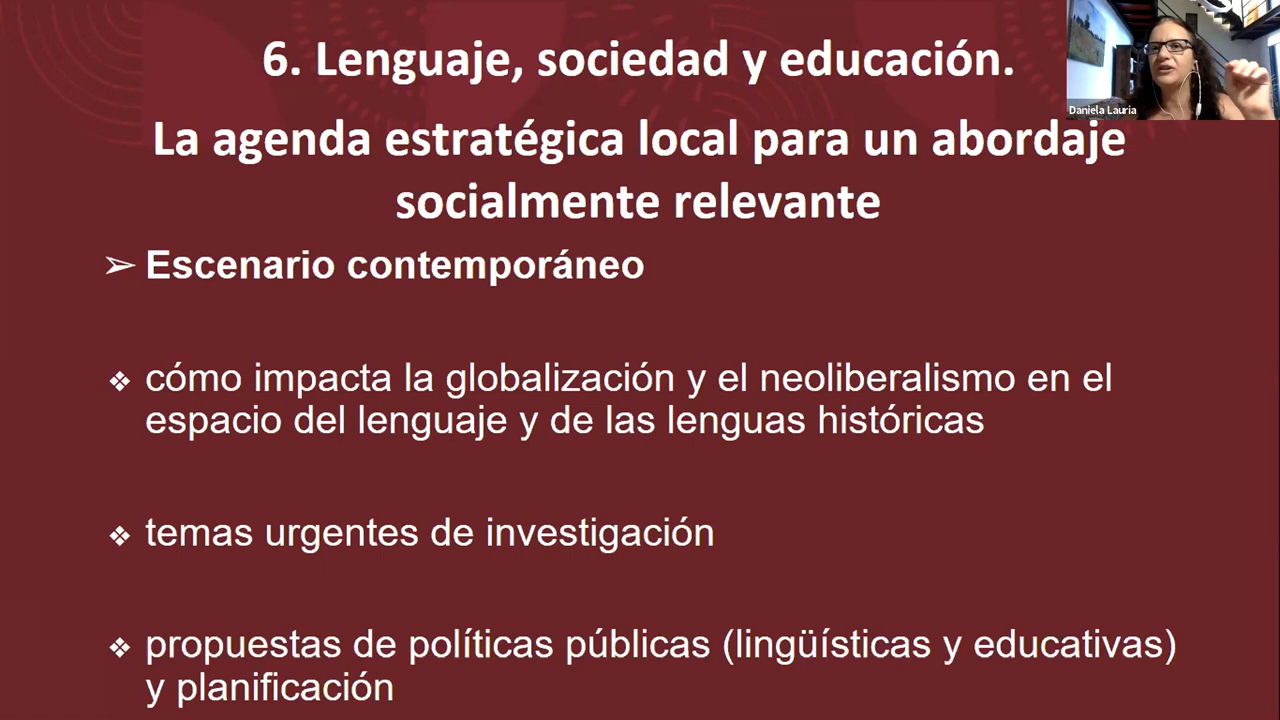 6. Lenguaje, sociedad y educación.
Daniela Lauria
La agenda estratégica local para un abordaje
socialmente relevante
➢ Escenario contemporáneo
❖ cómo impacta la globalización y el neoliberalismo en el
espacio del lenguaje y de las lenguas históricas
❖ temas urgentes de investigación
❖ propuestas de políticas públicas (lingüísticas y educativas)
y planificación